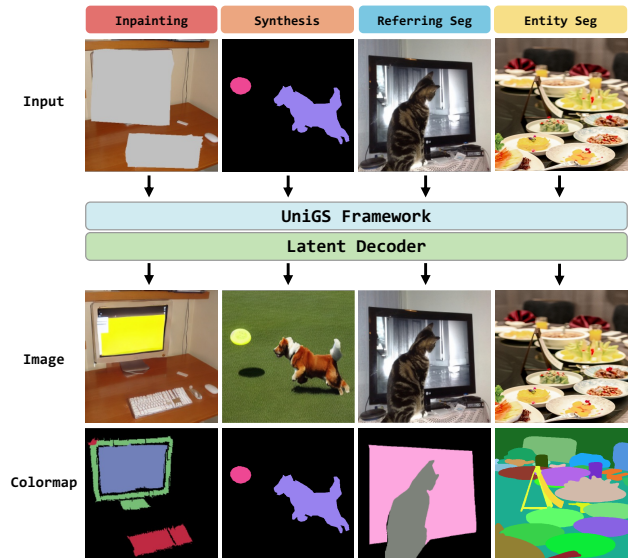 Inpainting
Synthesis
Referring Seg
Entity Seg
Input
UniGS Framework
Latent Decoder
Image
Colormap